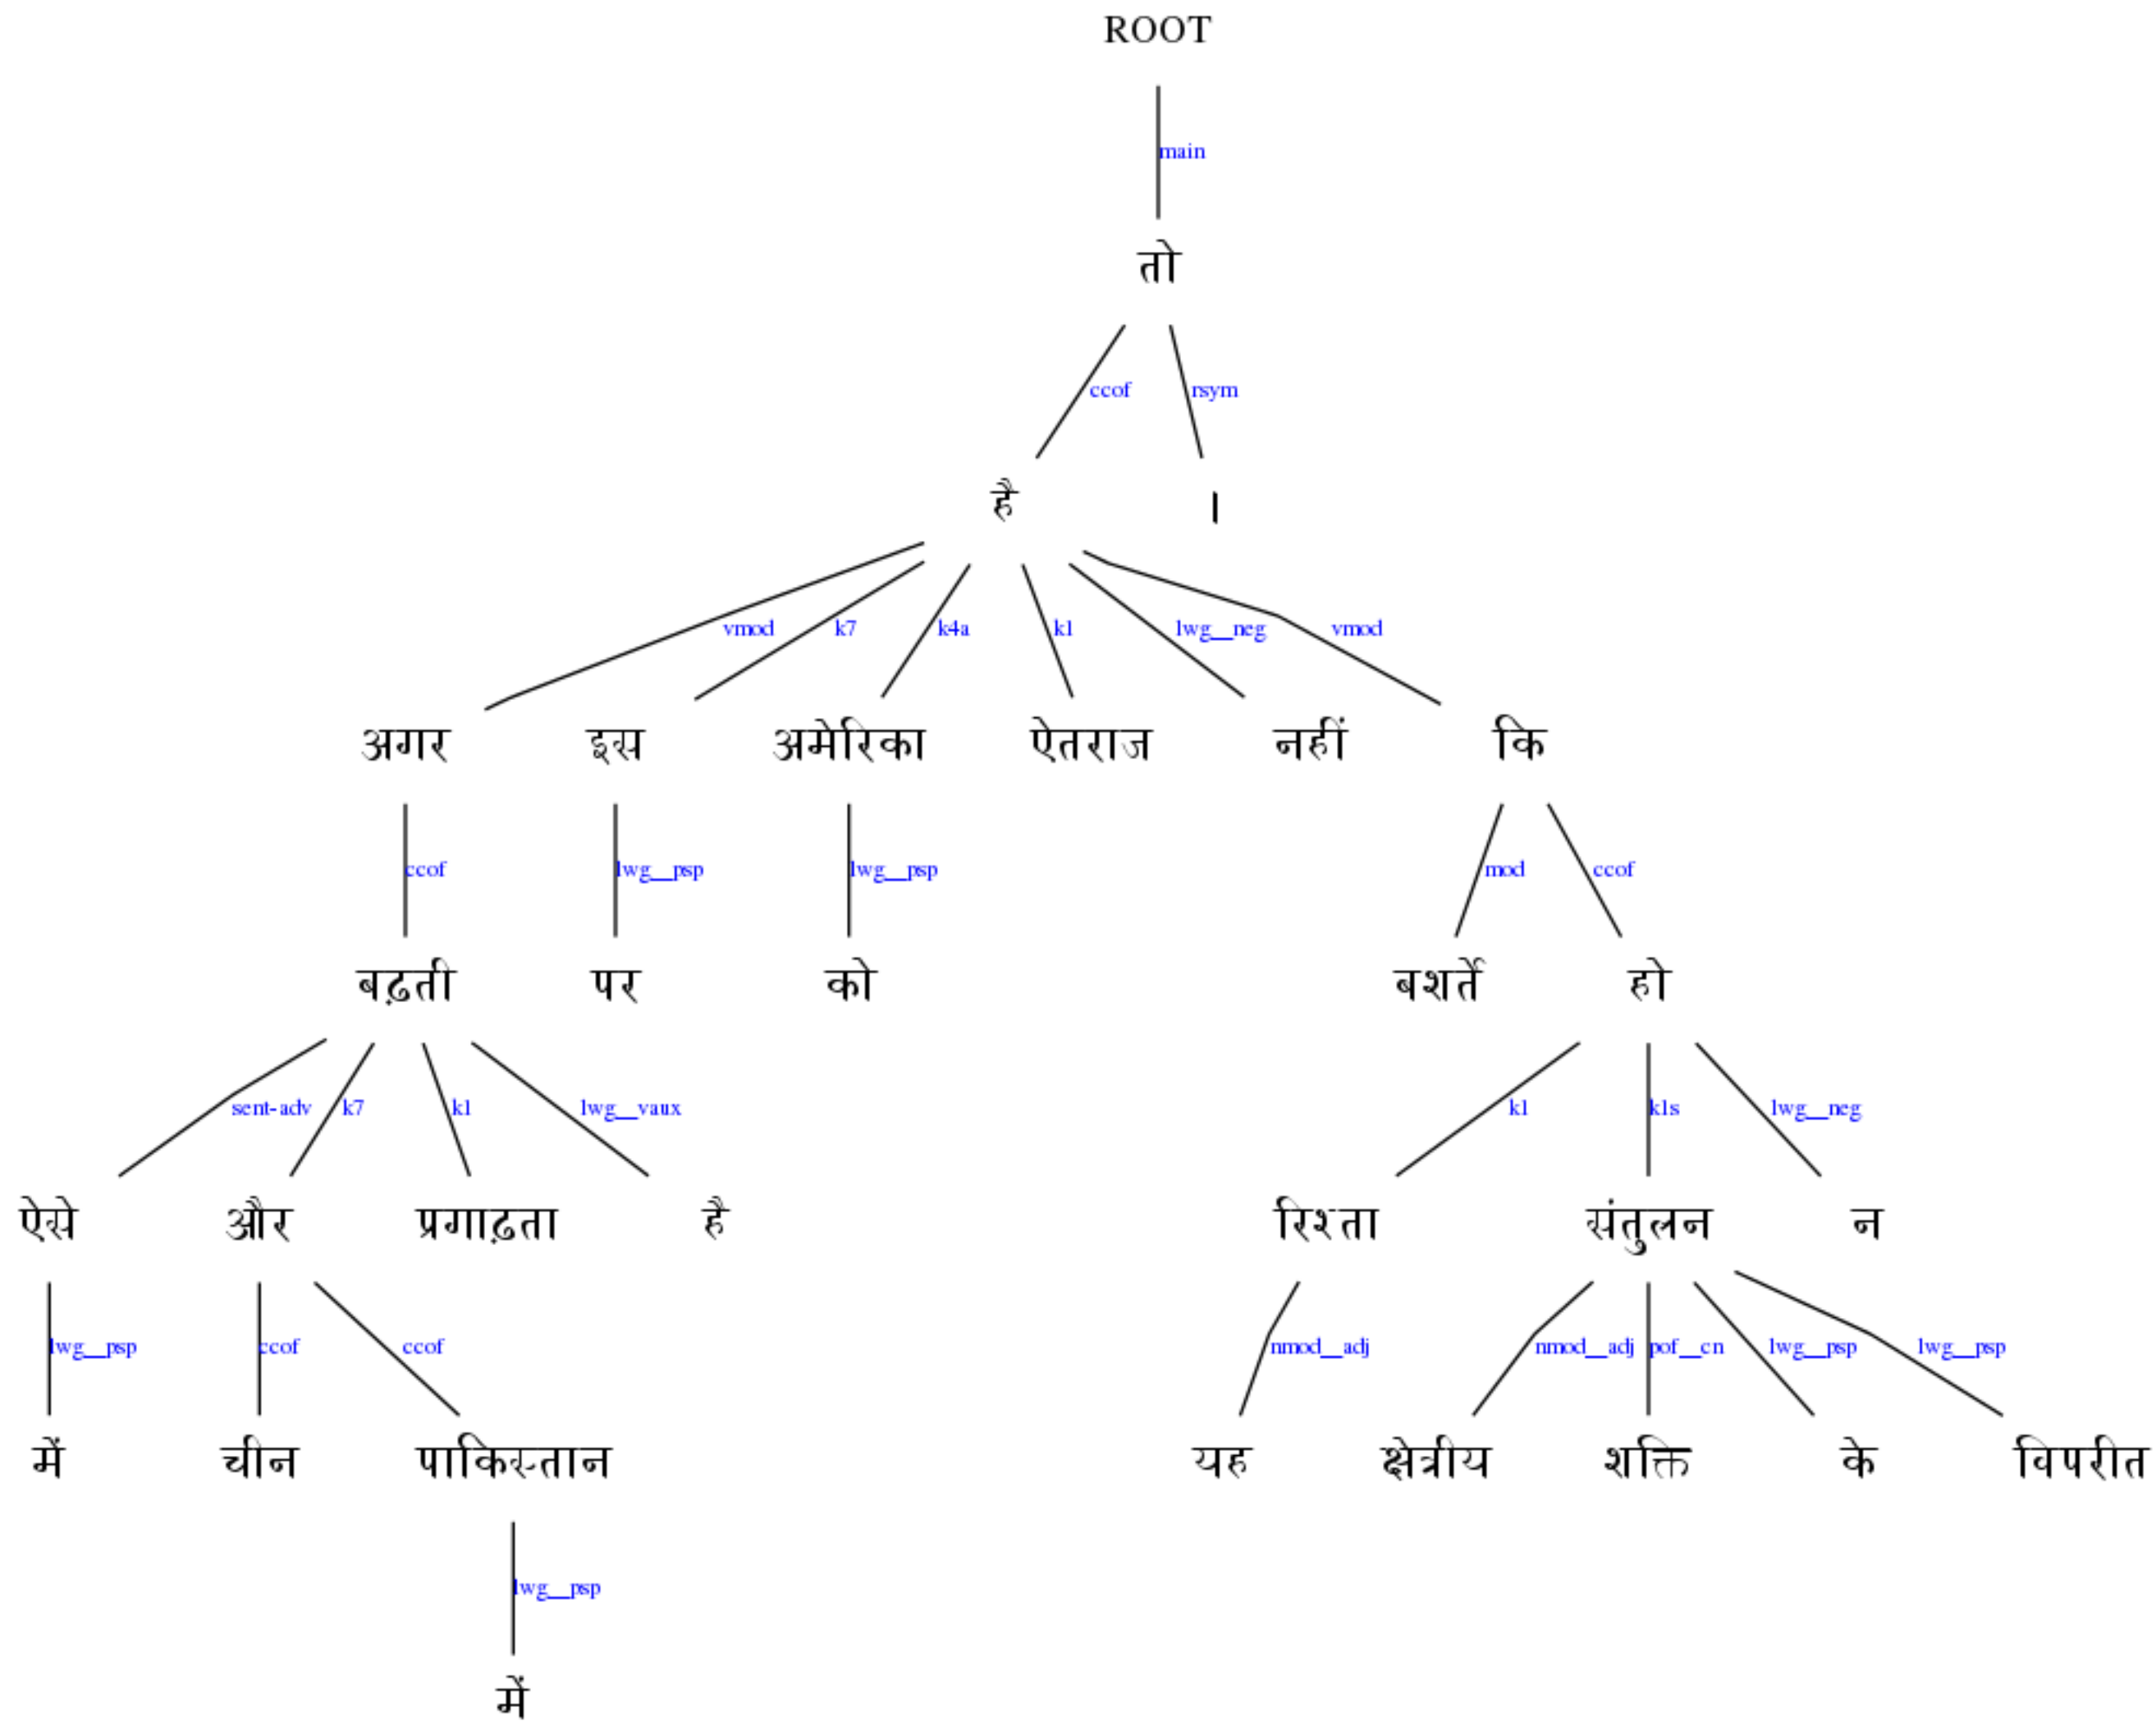 ROOT
main
तो
ccof rsym
है ।
vmod k7 k4a k1 lwg__neg vmod
अगर इस अमेरिका ऐतराज नहीं कि
ccof lwg__psp lwg__psp mod ccof
बढ़ती पर को बशर्ते हो
sent-adv k7 k1 lwg__vaux k1 k1s lwg__neg
ऐसे और प्रगाढ़ता है रिश्ता संतुलन न
lwg__psp ccof ccof nmod__adj nmod__adj pof__cn lwg__psp lwg__psp
में चीन पाकिस्तान यह क्षेत्रीय शक्ति के विपरीत
lwg__psp
में